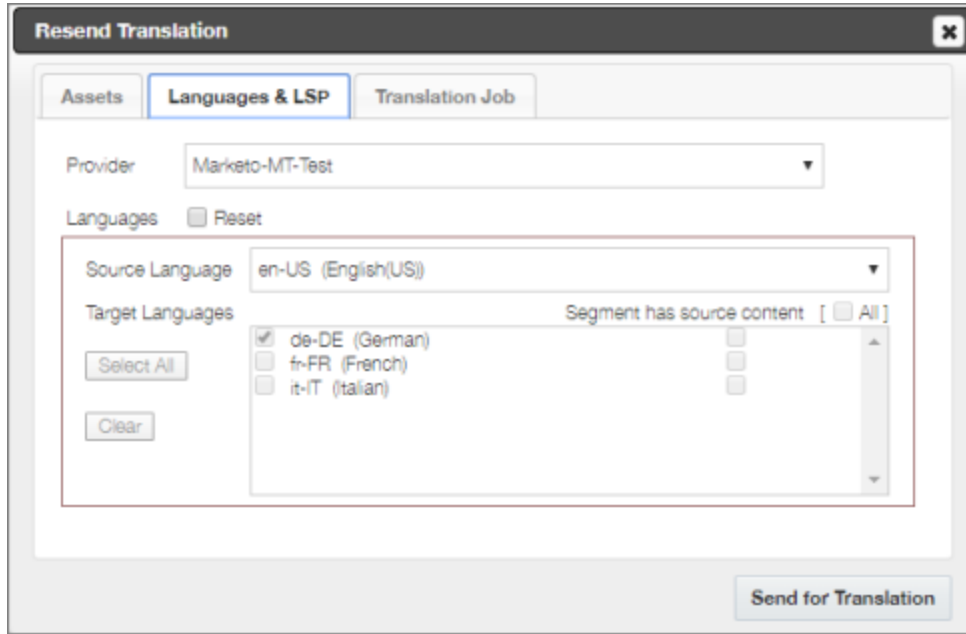 Resend Translation
Assets
Languages & LSP
Translation Job
Provider
Marketo-MT-Test
Languages
Reset
Source Language
en-US (English(US))
Target Languages
Segment has source content [ All ]
de-DE (German)
fr-FR (French)
it-IT (Italian)
Select All
Clear
Send for Translation